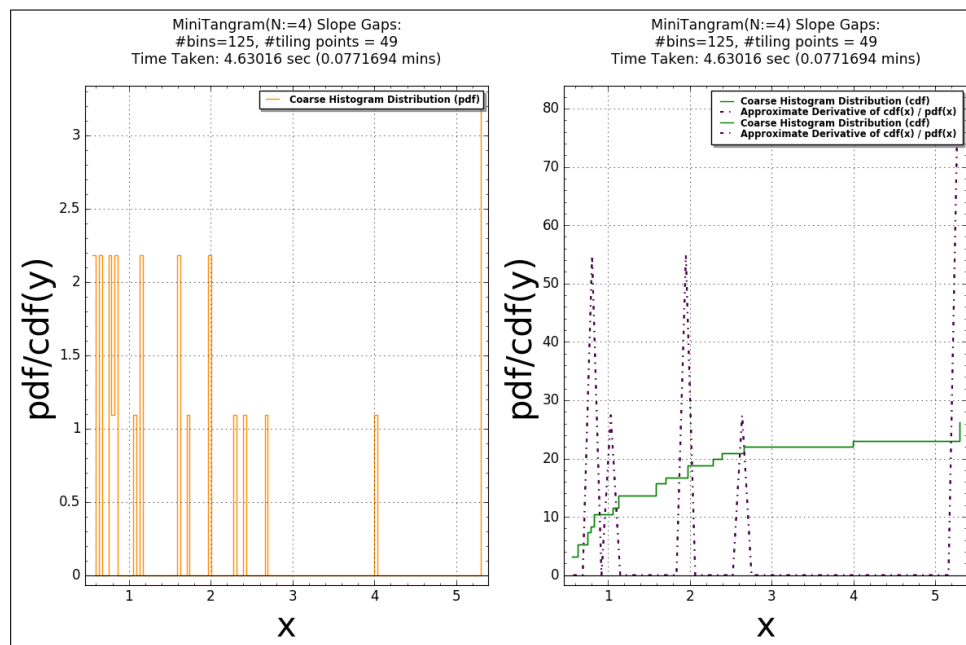 MiniTangram(N:=4) Slope Gaps:
#bins=125, #tiling points = 49
Time Taken: 4.63016 sec (0.0771694 mins)
Coarse Histogram Distribution (pdf)
pdf/cdf(y)
3
2.5
2
1.5
1
0.5
0
1
2
3
4
5
x
MiniTangram(N:=4) Slope Gaps:
#bins=125, #tiling points = 49
Time Taken: 4.63016 sec (0.0771694 mins)
Coarse Histogram Distribution (cdf)
Approximate Derivative of cdf(x) / pdf(x)
Coarse Histogram Distribution (cdf)
Approximate Derivative of cdf(x) / pdf(x)
pdf/cdf(y)
80
70
60
50
40
30
20
10
0
1
2
3
4
5
x